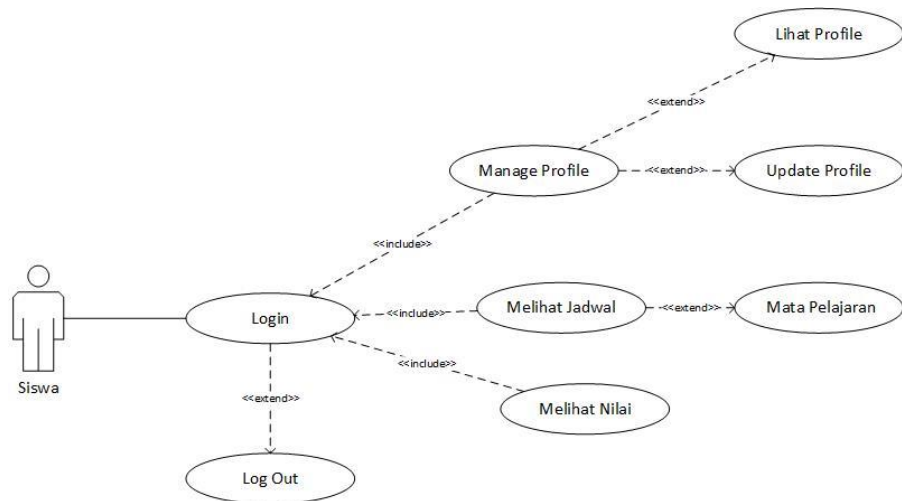 Lihat Profile
<<extend>>
Manage Profile
<<extend>>
Update Profile
<<include>>
Siswa
Login
<<include>>
Melihat Jadwal
<<extend>>
Mata Pelajaran
<<include>>
<<extend>>
Melihat Nilai
Log Out